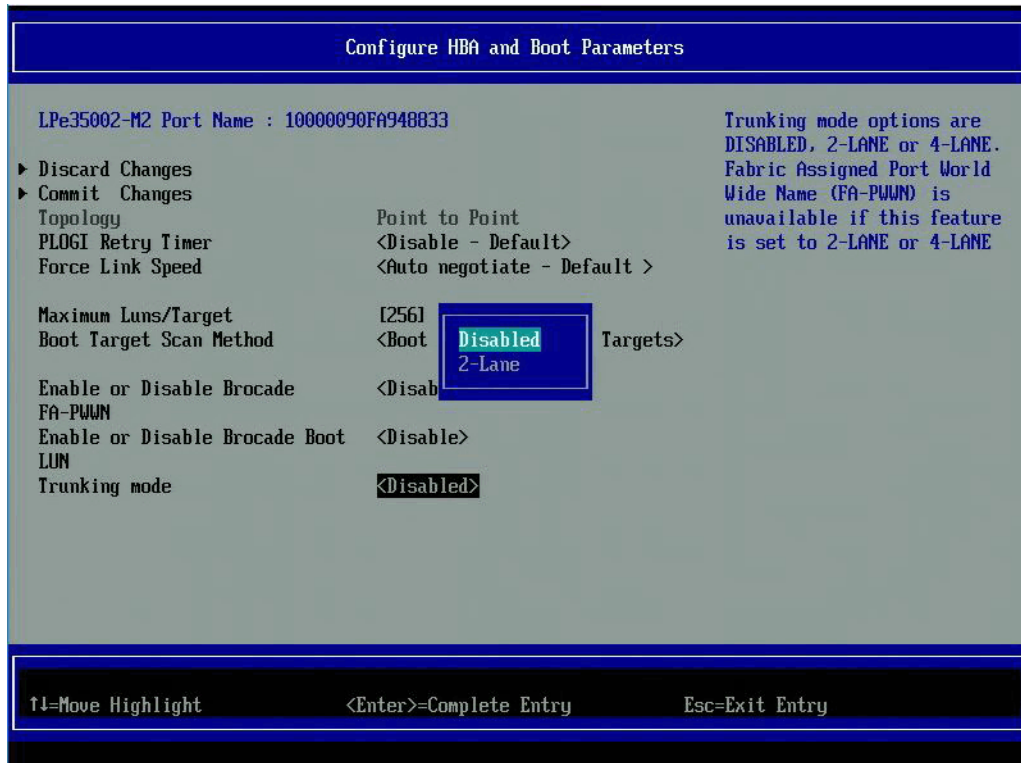 Configure HBA and Boot Parameters
LPe35002-M2 Port Name : 10000090FA948833
▶ Discard Changes
▶ Commit  Changes
Topology Point to Point
PLOGI Retry Timer <Disable - Default>
Force Link Speed <Auto negotiate - Default >
Maximum Luns/Target [256]
Boot Target Scan Method <Boot Targets>
Enable or Disable Brocade <Disab
FA-PWWN
Enable or Disable Brocade Boot <Disable>
LUN
Trunking mode <Disabled>
Disabled
2-Lane
Trunking mode options are
DISABLED, 2-LANE or 4-LANE.
Fabric Assigned Port World
Wide Name (FA-PWWN) is
unavailable if this feature
is set to 2-LANE or 4-LANE
↑↓=Move Highlight <Enter>=Complete Entry Esc=Exit Entry